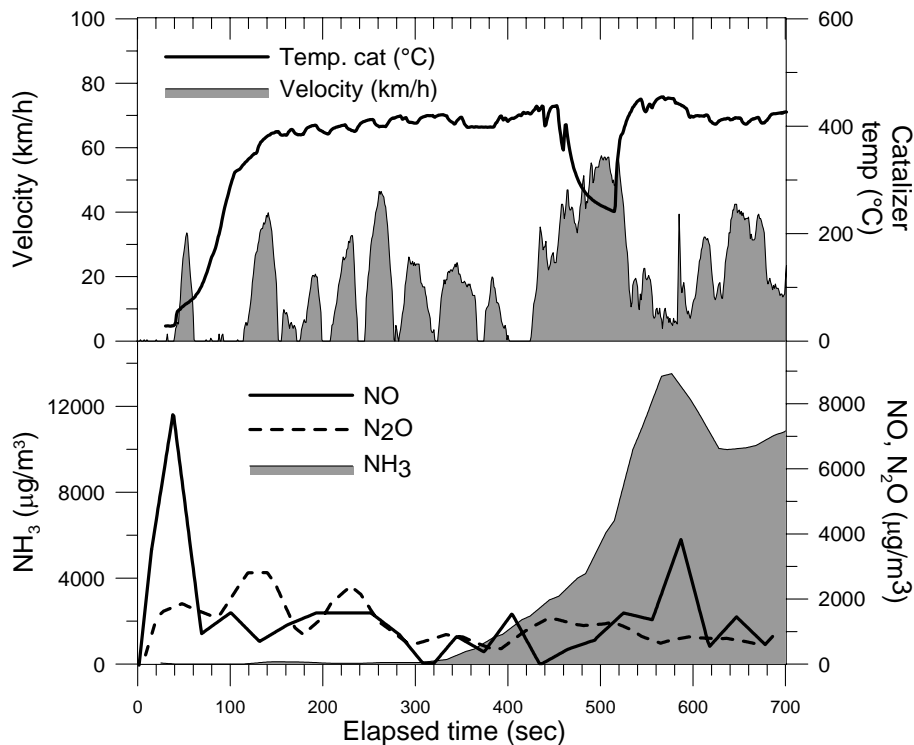 100
80
60
40
20
0
Velocity (km/h)
Temp. cat (°C)
Velocity (km/h)
600
400
200
0
Catalizer
temp (°C)
12000
8000
4000
0
NH₃ (µg/m³)
NO
N₂O
NH₃
8000
6000
4000
2000
0
NO, N₂O (µg/m3)
0 100 200 300 400 500 600 700
Elapsed time (sec)